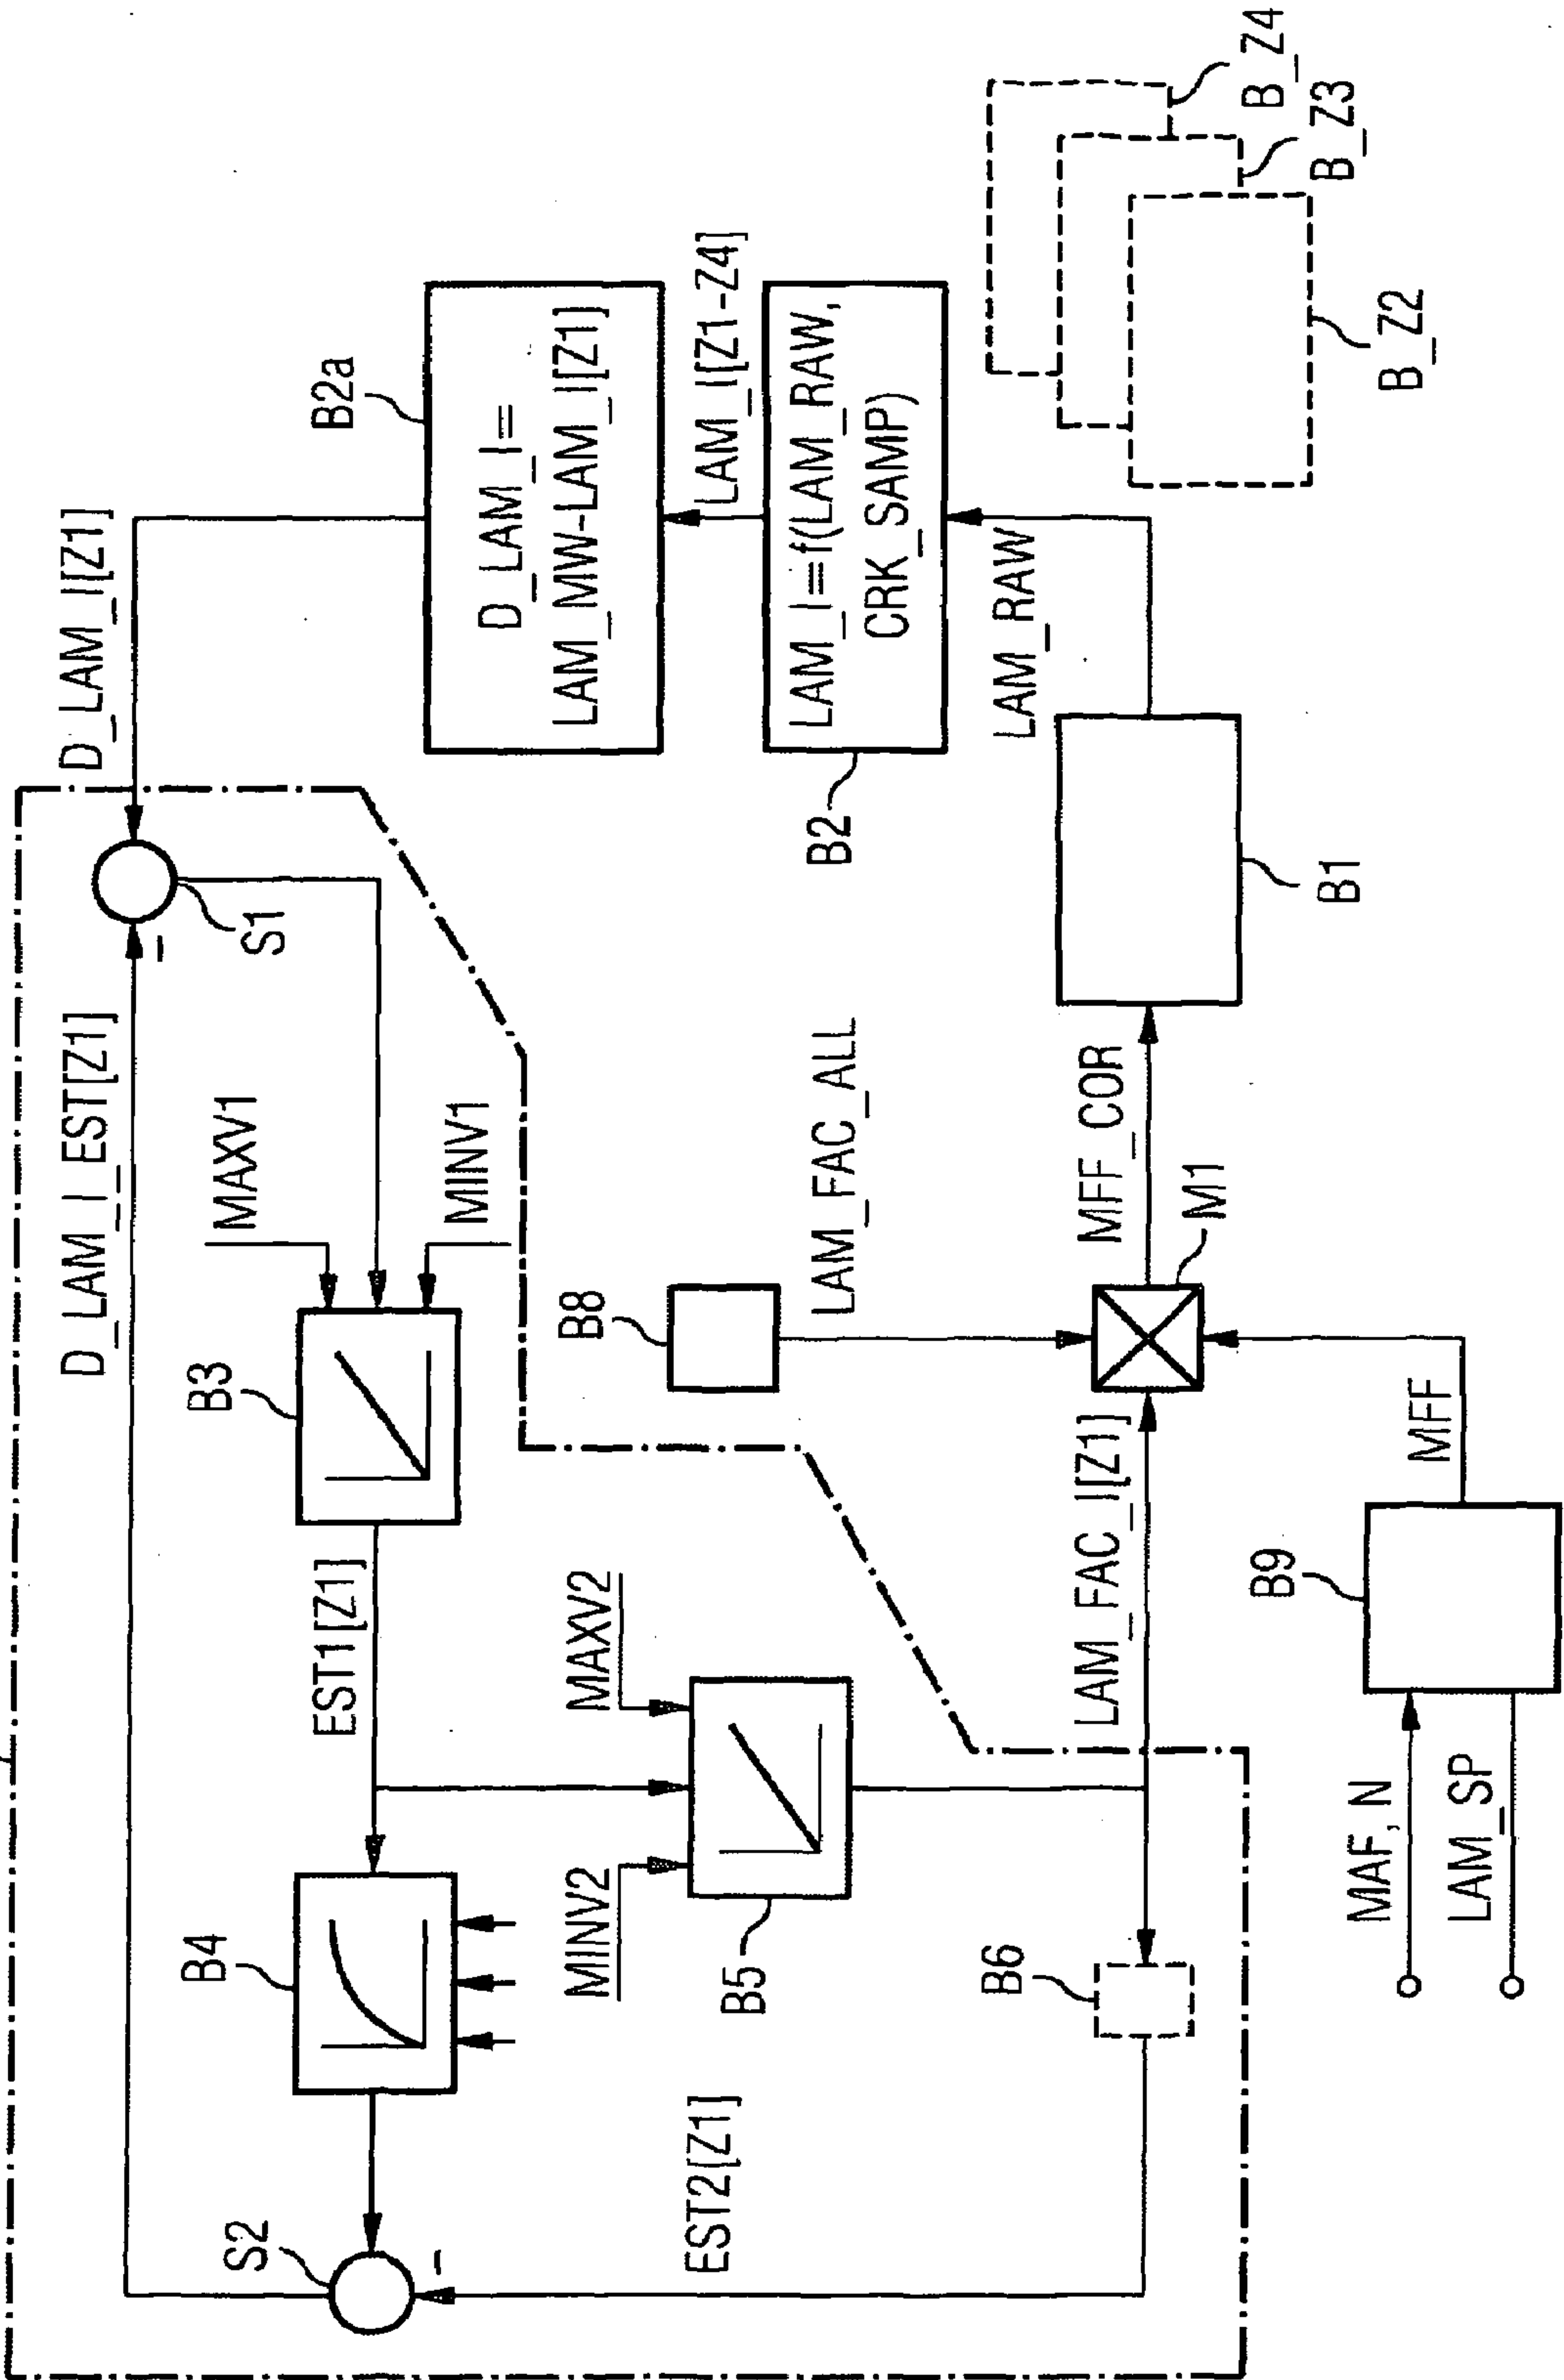 D_LAM_I_EST[Z1]
D_LAM_I[Z1]
S2
B4
EST1[Z1]
B3
MAXV1
S1
MINV1
B2a
D_LAM_I=
LAM_MW-LAM_I[Z1]
MINV2
MAXV2
B5
B8
LAM_FAC_ALL
LAM_I[Z1-Z4]
B2
LAM_I=f(LAM_RAW,
CRK_SAMP)
EST2[Z1]
B6
LAM_FAC_I[Z1]
MFF_COR
M1
LAM_RAW
B1
B9
MFF
MAF, N
LAM_SP
B_Z4
B_Z3
B_Z2
-
-